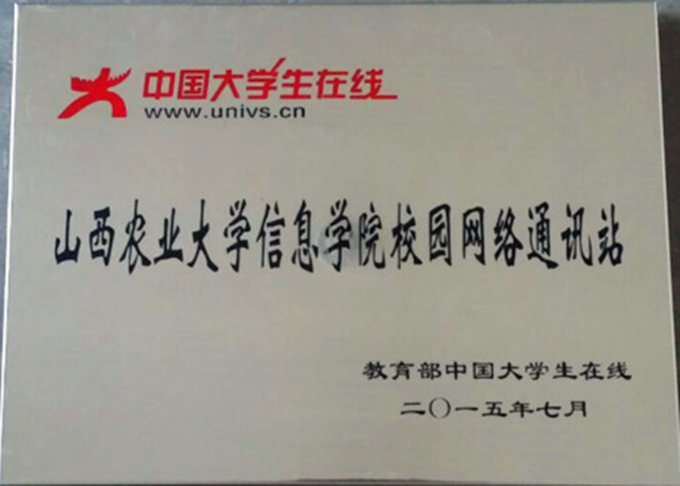 中国大学生在线
www.univs.cn
山西农业大学信息学院校园网络通讯站
教育部中国大学生在线
二〇一五年七月